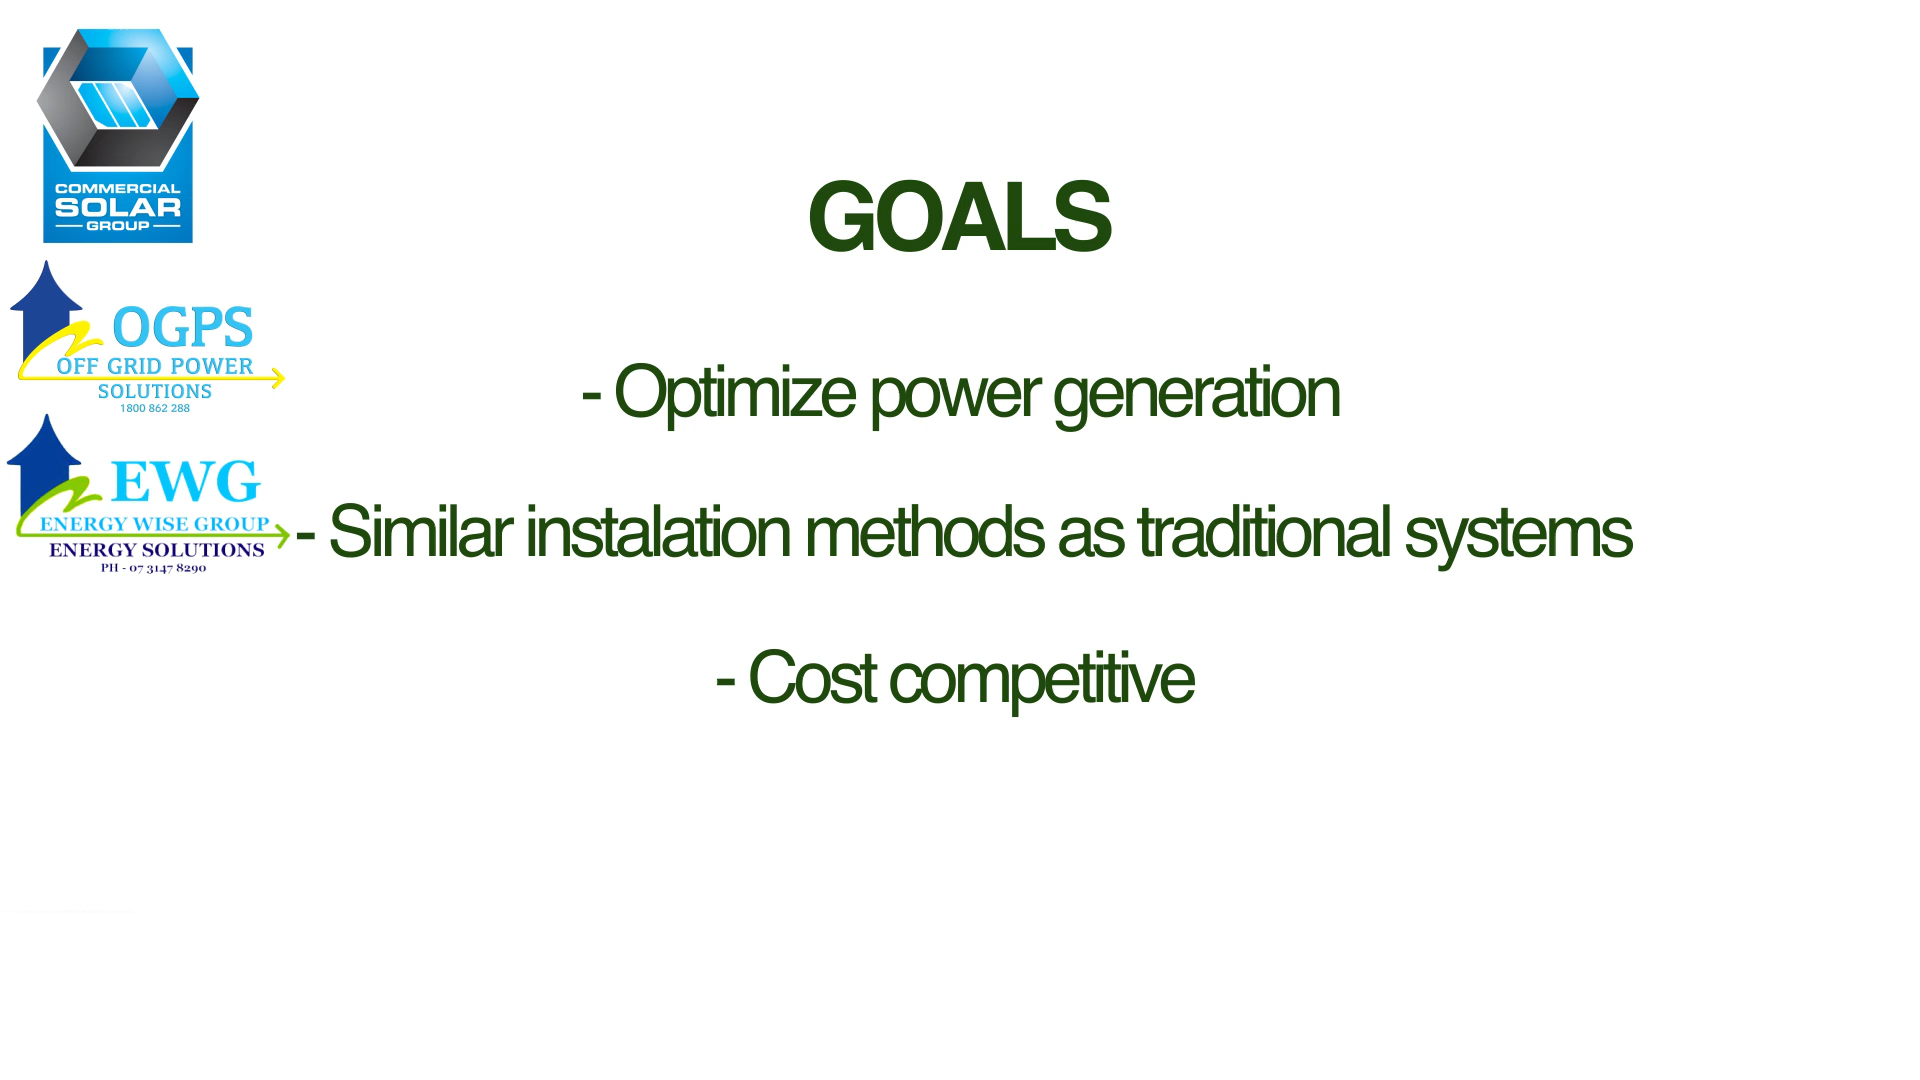 COMMERCIAL
SOLAR
GROUP
OGPS
OFF GRID POWER
SOLUTIONS
1800 862 288
EWG
ENERGY WISE GROUP
ENERGY SOLUTIONS
PH - 07 3147 8290
GOALS
- Optimize power generation
- Similar instalation methods as traditional systems
- Cost competitive